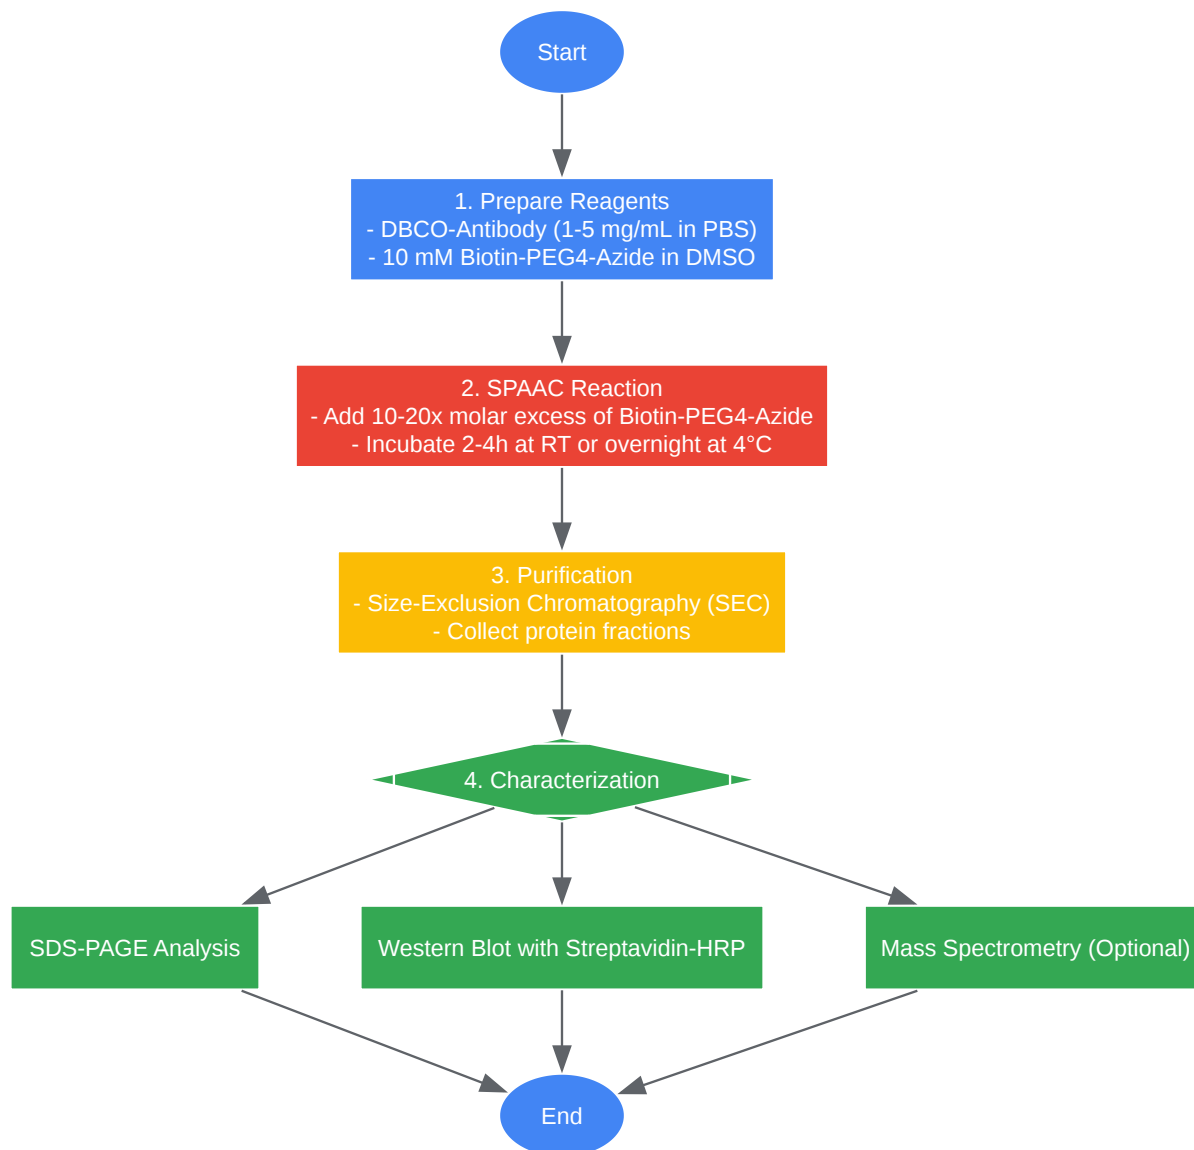 Start
1. Prepare Reagents
- DBCO-Antibody (1-5 mg/mL in PBS)
- 10 mM Biotin-PEG4-Azide in DMSO
2. SPAAC Reaction
- Add 10-20x molar excess of Biotin-PEG4-Azide
- Incubate 2-4h at RT or overnight at 4°C
3. Purification
- Size-Exclusion Chromatography (SEC)
- Collect protein fractions
4. Characterization
SDS-PAGE Analysis
Western Blot with Streptavidin-HRP
Mass Spectrometry (Optional)
End